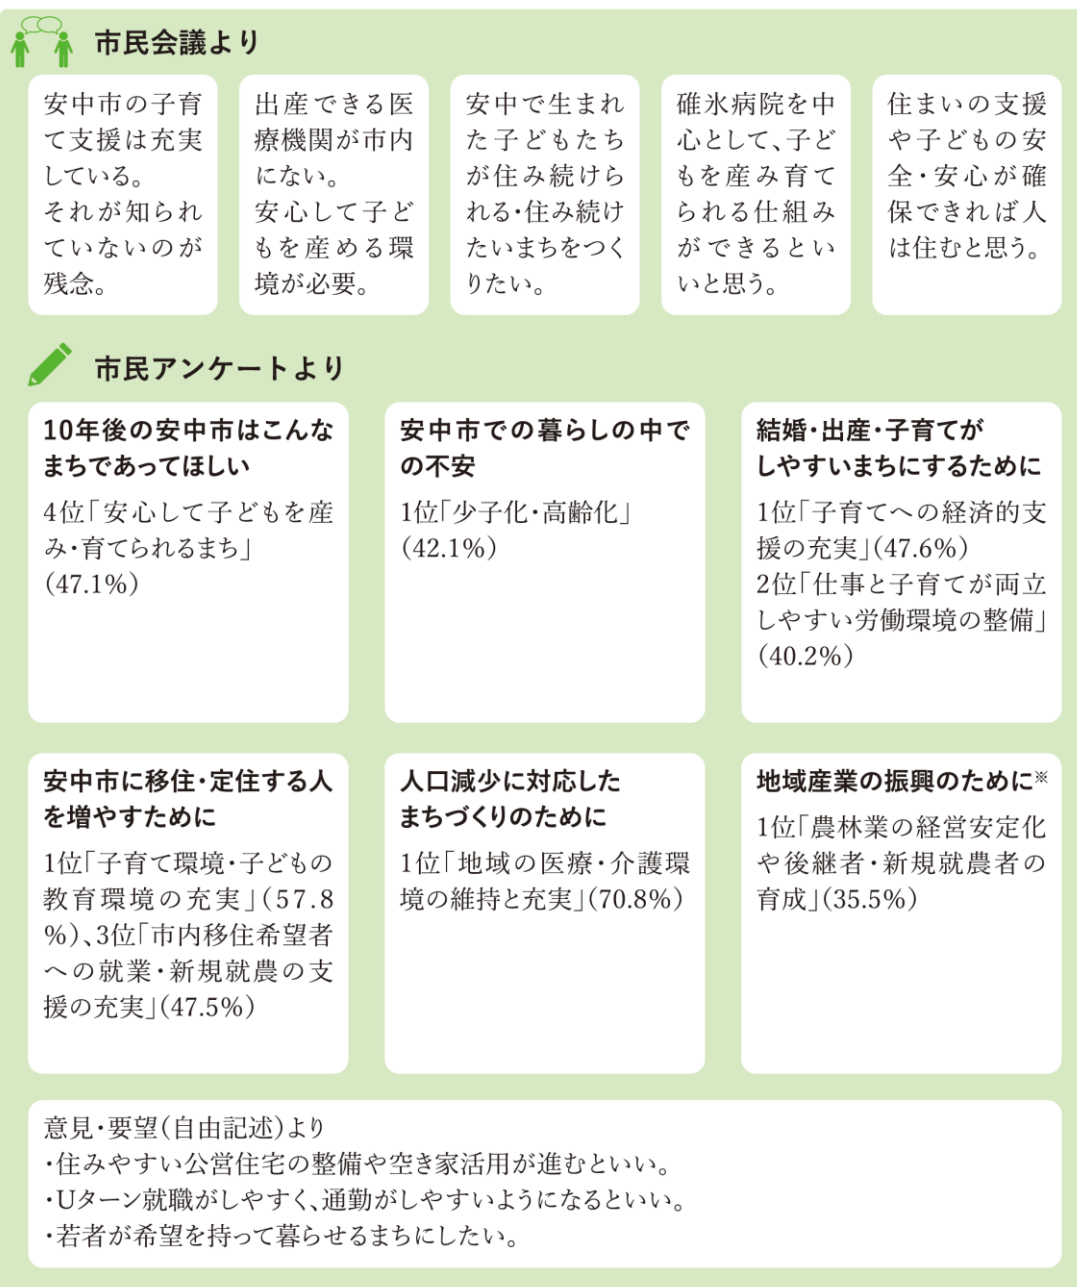 市民会議より
安中市の子育
て支援は充実
している。
それが知られ
ていないのが
残念。
出産できる医
療機関が市内
にない。
安心して子ど
もを産める環
境が必要。
安中で生まれ
た子どもたち
が住み続けら
れる・住み続け
たいまちをつく
りたい。
碓氷病院を中
心として、子ど
もを産み育て
られる仕組み
ができるとい
いと思う。
住まいの支援
や子どもの安
全・安心が確
保できれば人
は住むと思う。
市民アンケートより
10年後の安中市はこんな
まちであってほしい
4位「安心して子どもを産
み・育てられるまち」
（47.1%）
安中市での暮らしの中で
の不安
1位「少子化・高齢化」
（42.1%）
結婚・出産・子育てが
しやすいまちにするために
1位「子育てへの経済的支
援の充実」（47.6%）
2位「仕事と子育てが両立
しやすい労働環境の整備」
（40.2%）
安中市に移住・定住する人
を増やすために
1位「子育て環境・子どもの
教育環境の充実」（57.8
%）、3位「市内移住希望者
への就業・新規就農の支
援の充実」（47.5%）
人口減少に対応した
まちづくりのために
1位「地域の医療・介護環
境の維持と充実」（70.8%）
地域産業の振興のために※
1位「農林業の経営安定化
や後継者・新規就農者の
育成」（35.5%）
意見・要望（自由記述）より
・住みやすい公営住宅の整備や空き家活用が進むといい。
・Uターン就職がしやすく、通勤がしやすいようになるといい。
・若者が希望を持って暮らせるまちにしたい。